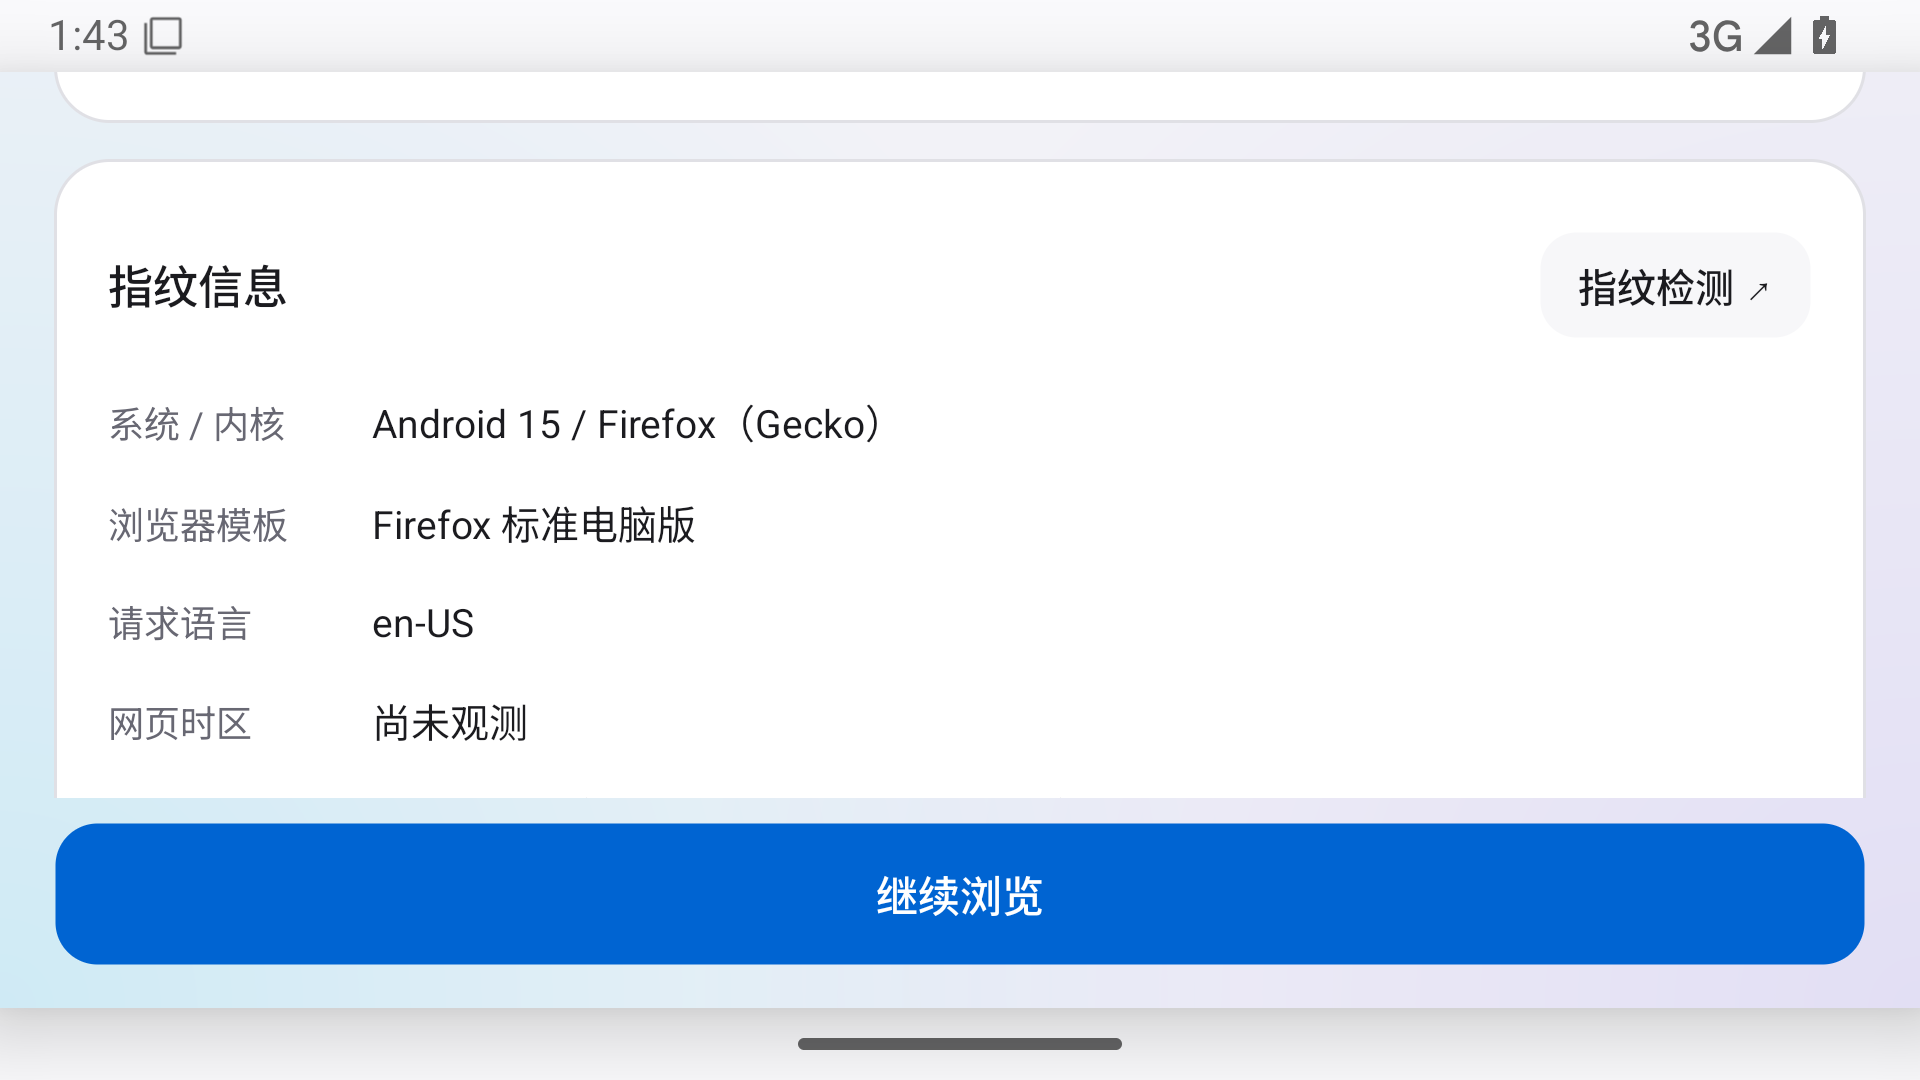 1:43
3G
指纹信息
指纹检测 ↗
系统 / 内核 Android 15 / Firefox（Gecko）
浏览器模板 Firefox 标准电脑版
请求语言 en-US
网页时区 尚未观测
继续浏览